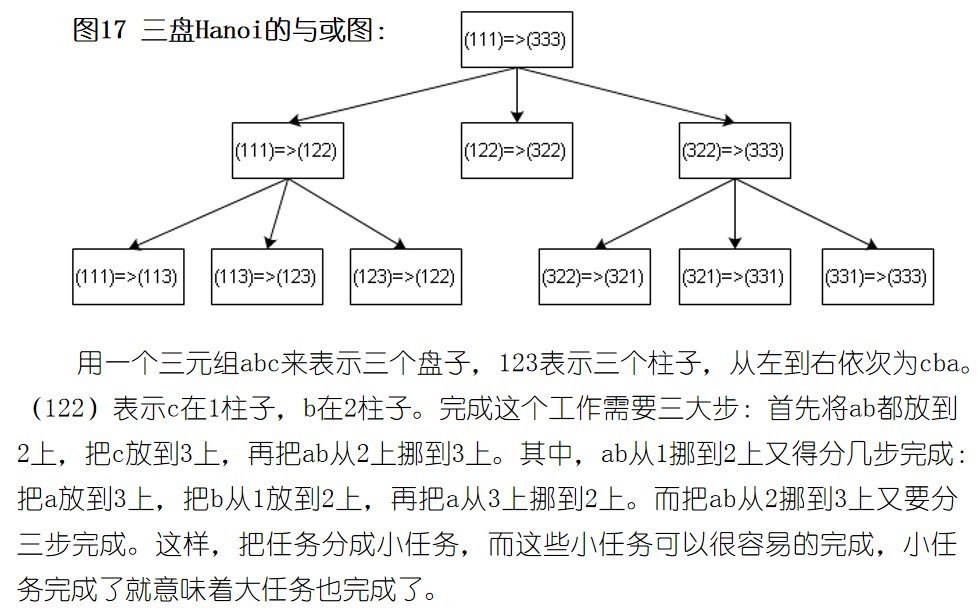 图17 三盘Hanoi的与或图:
(111)=>(333)
(111)=>(122)
(122)=>(322)
(322)=>(333)
(111)=>(113)
(113)=>(123)
(123)=>(122)
(322)=>(321)
(321)=>(331)
(331)=>(333)
用一个三元组abc来表示三个盘子，123表示三个柱子，从左到右依次为cba。
（122）表示c在1柱子，b在2柱子。完成这个工作需要三大步：首先将ab都放到
2上，把c放到3上，再把ab从2上挪到3上。其中，ab从1挪到2上又得分几步完成：
把a放到3上，把b从1放到2上，再把a从3上挪到2上。而把ab从2挪到3上又要分
三步完成。这样，把任务分成小任务，而这些小任务可以很容易的完成，小任
务完成了就意味着大任务也完成了。